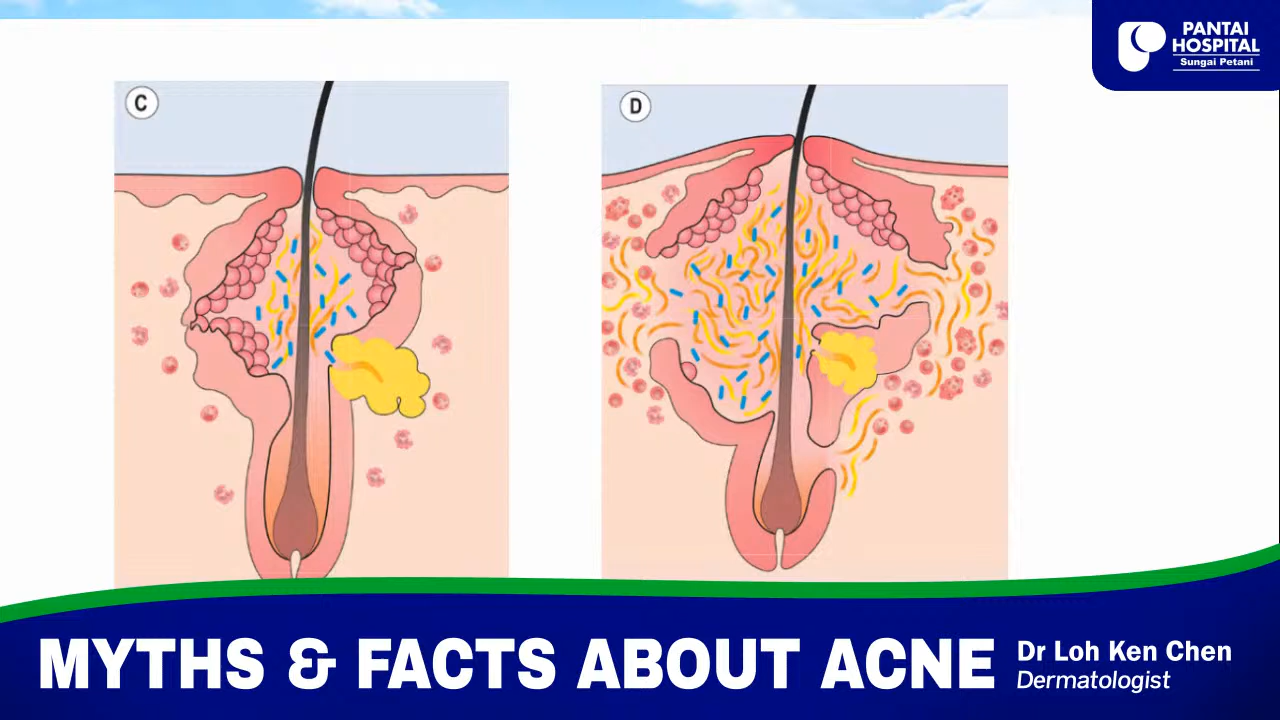 PANTAI
HOSPITAL
Sungai Petani
C
D
MYTHS & FACTS ABOUT ACNE
Dr Loh Ken Chen
Dermatologist